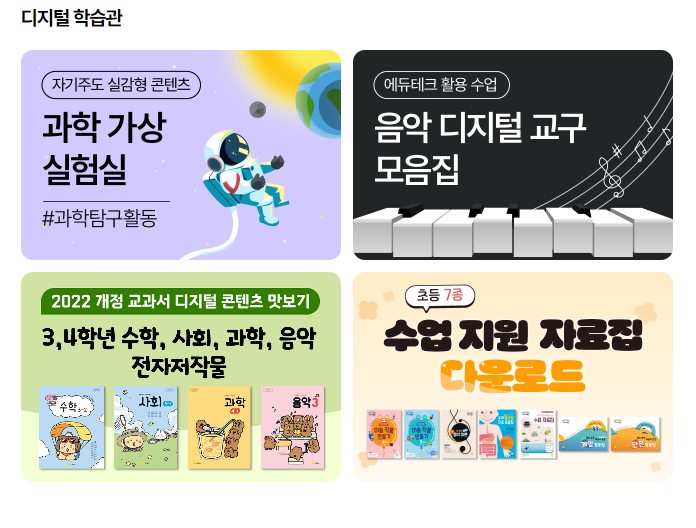 디지털 학습관
자기주도 실감형 콘텐츠
과학 가상
실험실
#과학탐구활동
에듀테크 활용 수업
음악 디지털 교구
모음집
2022 개정 교과서 디지털 콘텐츠 맛보기
3,4학년 수학, 사회, 과학, 음악
전자저작물
수학
사회
과학
음악3
초등 7종
수업 지원 자료집
다운로드